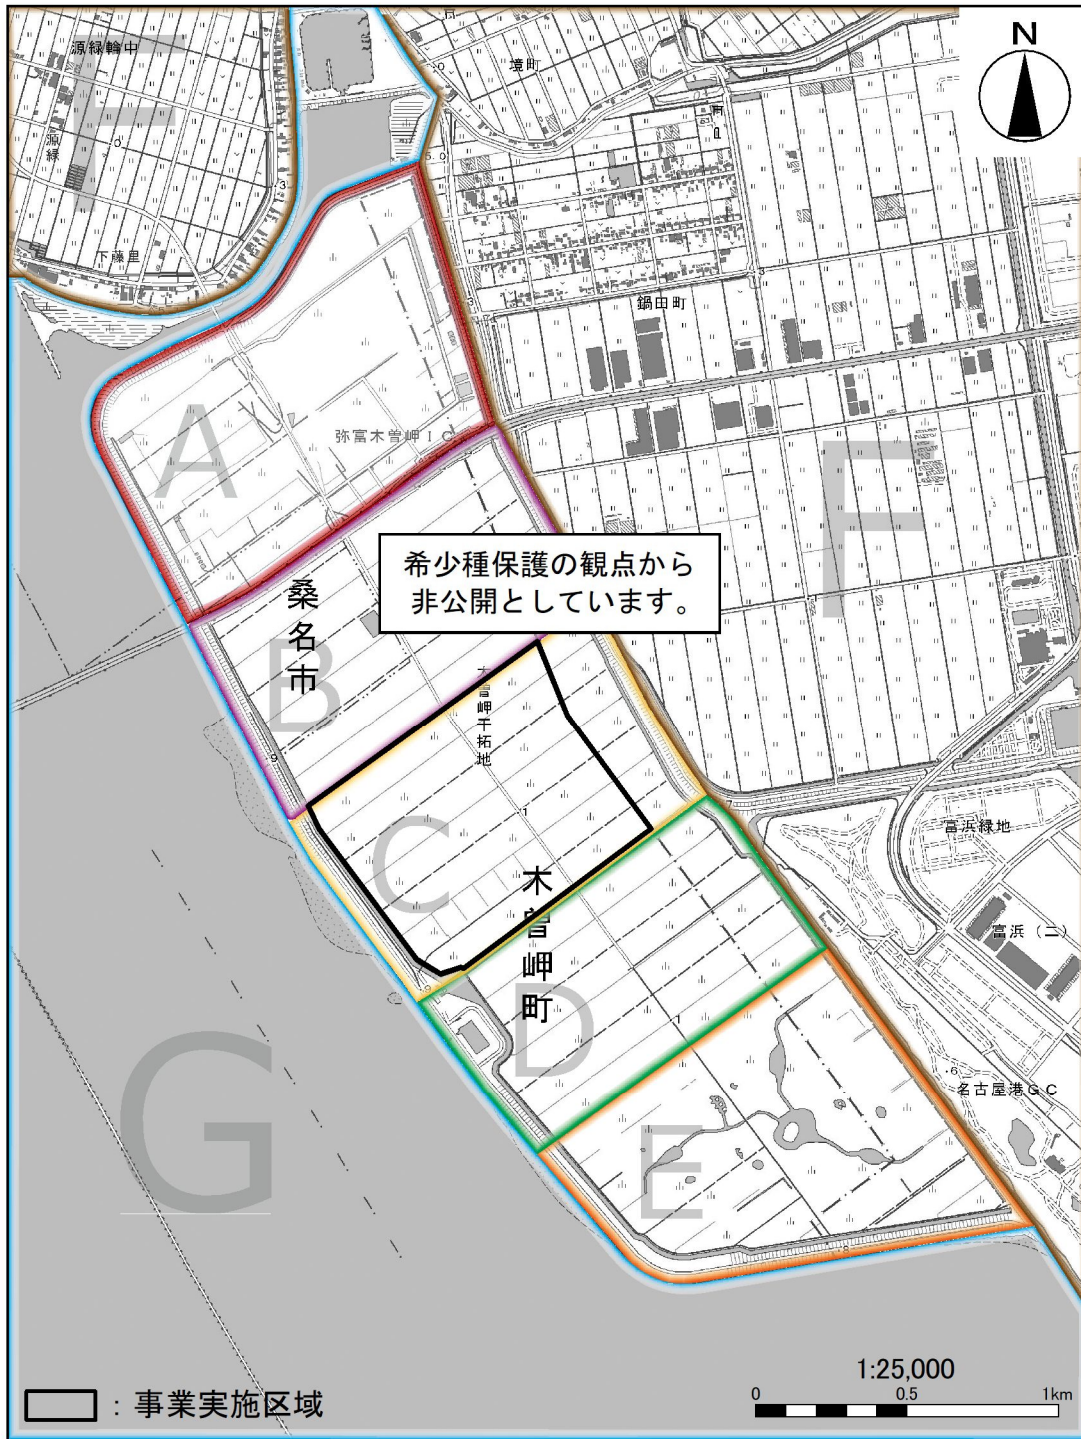 源緑輪中
源緑
下藤里
境町
鍋田町
N
F
A
弥富木曽岬IC
希少種保護の観点から
非公開としています。
F
桑名市
B
木曽岬干拓地
C
富浜緑地
富浜(二)
木曽岬町
D
名古屋港GC
E
G
1:25,000
0 0.5 1km
：事業実施区域